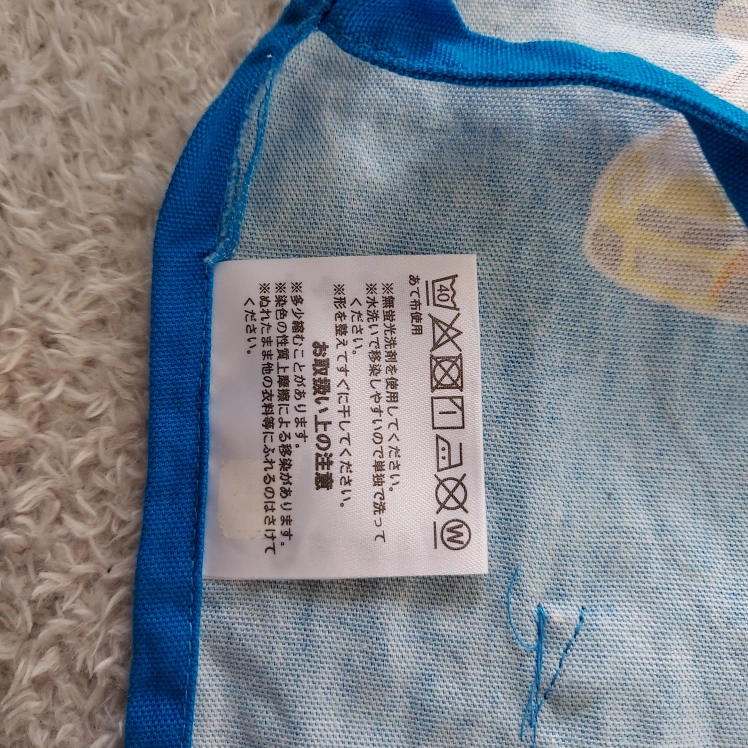 40 W
あて布使用
※無蛍光洗剤を使用してください。
※水洗いで移染しやすいので単独で洗って
ください。
※形を整えてすぐに干してください。
お取扱い上の注意
※多少縮むことがあります。
※染色の性質上摩擦による移染があります。
※ぬれたまま他の衣料等にふれるのはさけて
ください。